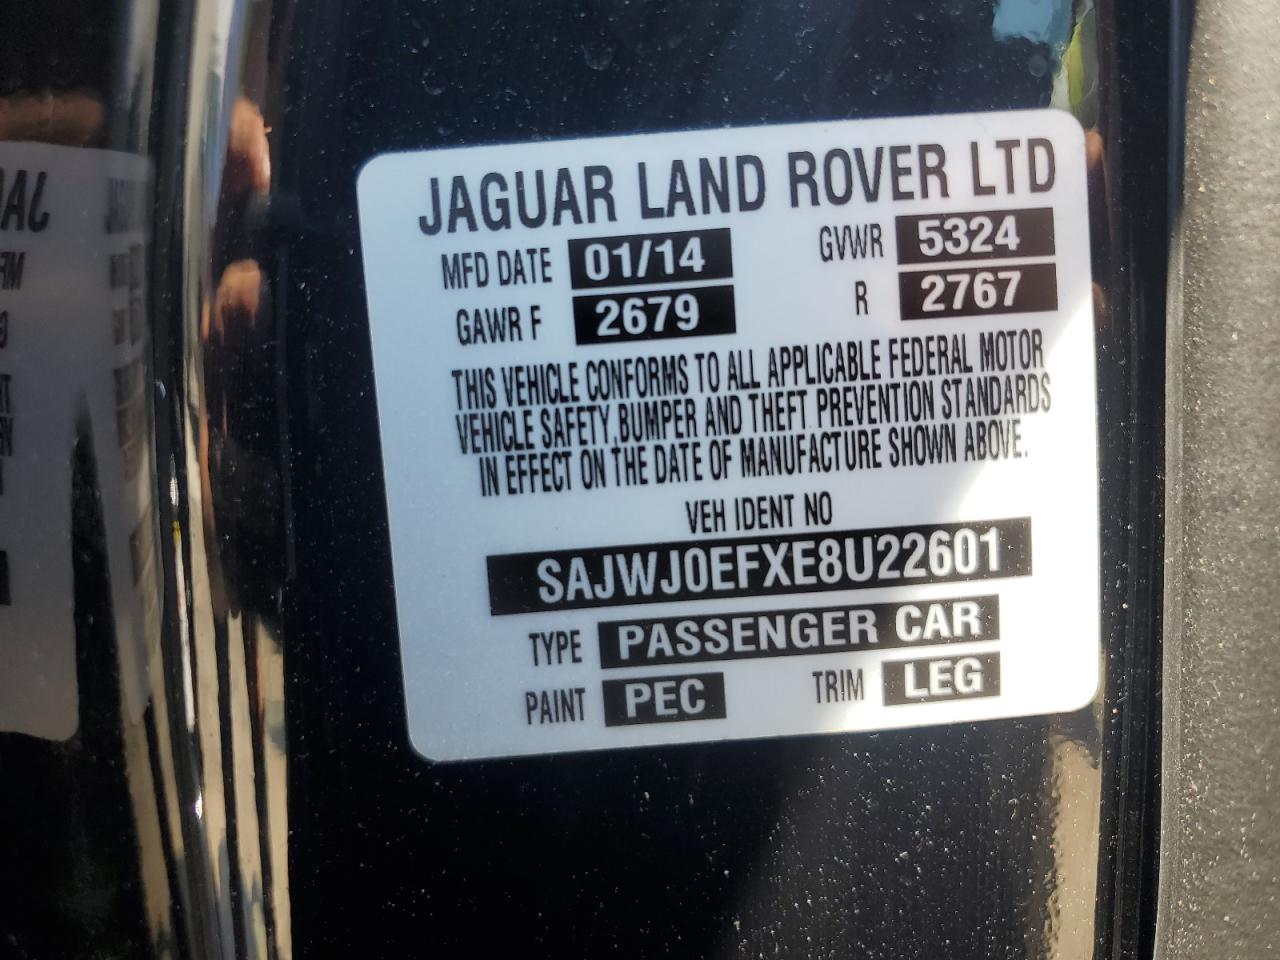 JAGUAR LAND ROVER LTD
MFD DATE 01/14 GVWR 5324
GAWR F 2679 R 2767
THIS VEHICLE CONFORMS TO ALL APPLICABLE FEDERAL MOTOR
VEHICLE SAFETY,BUMPER AND THEFT PREVENTION STANDARDS
IN EFFECT ON THE DATE OF MANUFACTURE SHOWN ABOVE.
VEH IDENT NO
SAJWJ0EFXE8U22601
TYPE PASSENGER CAR
PAINT PEC TRIM LEG